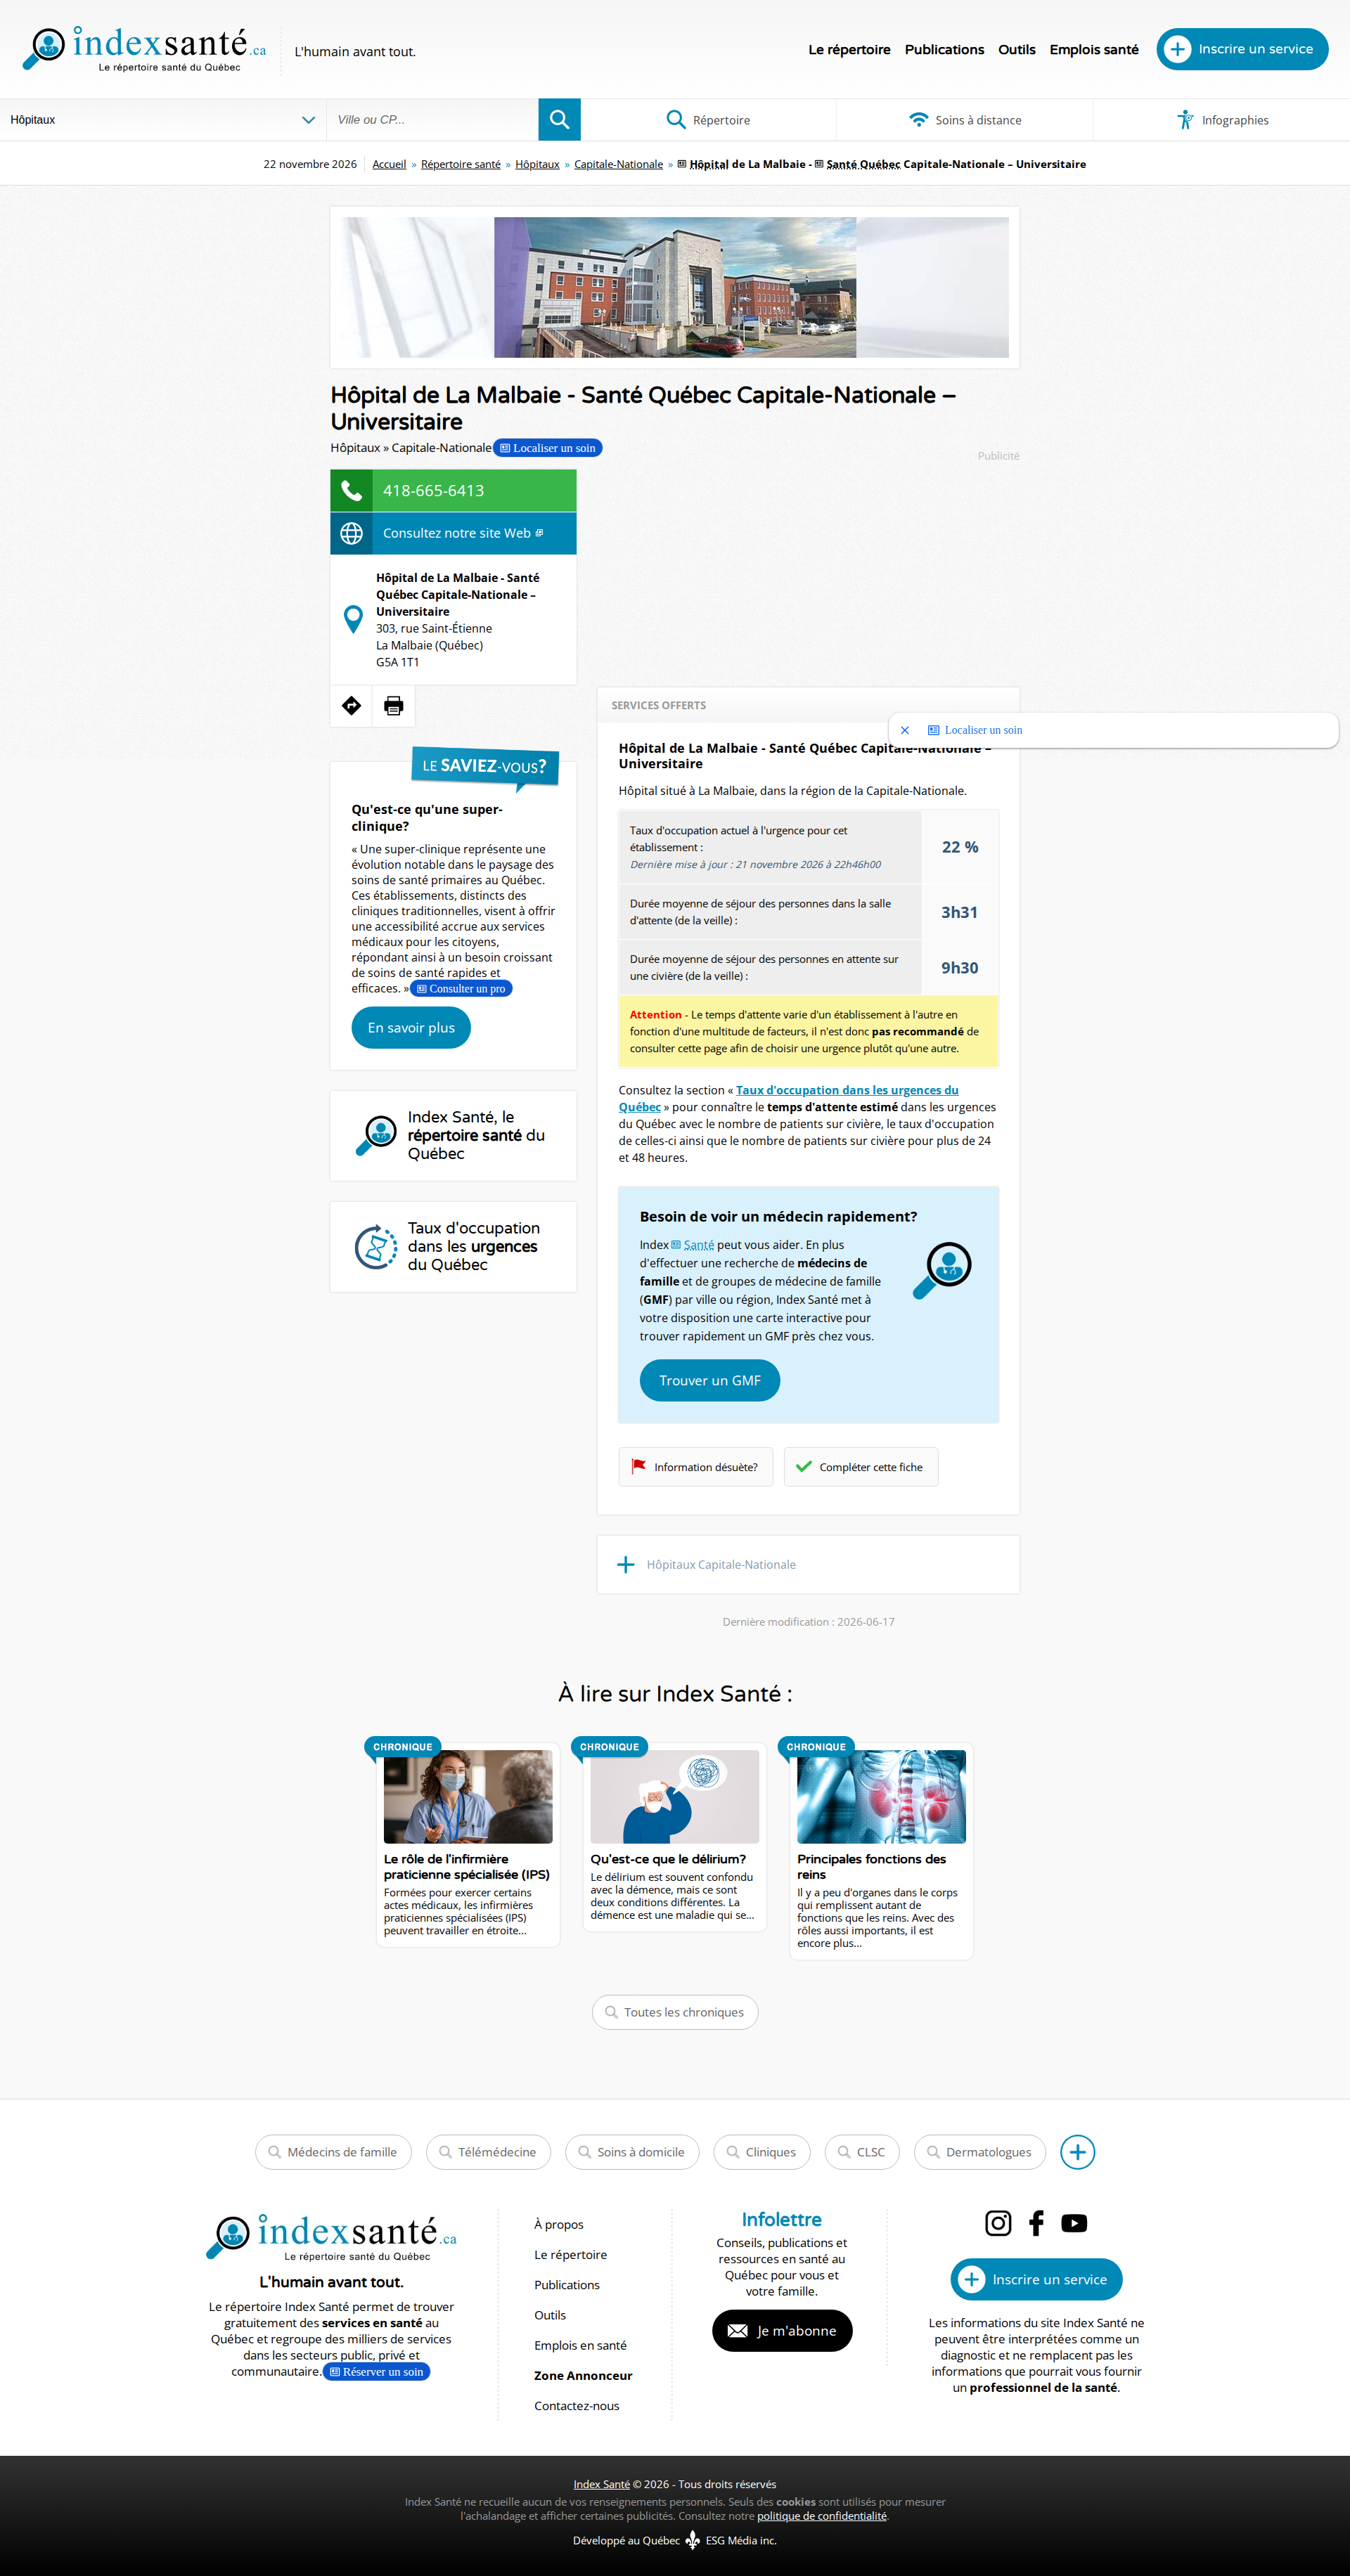 indexsanté.ca
Le répertoire santé du Québec
L'humain avant tout.
Le répertoire
Publications
Outils
Emplois santé
Inscrire un service
Hôpitaux
Ville ou CP...
Répertoire
Soins à distance
Infographies
22 novembre 2026
Accueil » Répertoire santé » Hôpitaux » Capitale-Nationale » Hôpital de La Malbaie - Santé Québec Capitale-Nationale – Universitaire
Hôpital de La Malbaie - Santé Québec Capitale-Nationale –
Universitaire
Hôpitaux » Capitale-Nationale Localiser un soin
Publicité
418-665-6413
Consultez notre site Web
Hôpital de La Malbaie - Santé
Québec Capitale-Nationale –
Universitaire
303, rue Saint-Étienne
La Malbaie (Québec)
G5A 1T1
LE SAVIEZ-VOUS?
Qu'est-ce qu'une super-
clinique?
« Une super-clinique représente une
évolution notable dans le paysage des
soins de santé primaires au Québec.
Ces établissements, distincts des
cliniques traditionnelles, visent à offrir
une accessibilité accrue aux services
médicaux pour les citoyens,
répondant ainsi à un besoin croissant
de soins de santé rapides et
efficaces. » Consulter un pro
En savoir plus
Index Santé, le
répertoire santé du
Québec
Taux d'occupation
dans les urgences
du Québec
SERVICES OFFERTS
Localiser un soin
Hôpital de La Malbaie - Santé Québec Capitale-Nationale –
Universitaire
Hôpital situé à La Malbaie, dans la région de la Capitale-Nationale.
Taux d'occupation actuel à l'urgence pour cet
établissement :
Dernière mise à jour : 21 novembre 2026 à 22h46h00
22 %
Durée moyenne de séjour des personnes dans la salle
d'attente (de la veille) :
3h31
Durée moyenne de séjour des personnes en attente sur
une civière (de la veille) :
9h30
Attention - Le temps d'attente varie d'un établissement à l'autre en
fonction d'une multitude de facteurs, il n'est donc pas recommandé de
consulter cette page afin de choisir une urgence plutôt qu'une autre.
Consultez la section « Taux d'occupation dans les urgences du
Québec » pour connaître le temps d'attente estimé dans les urgences
du Québec avec le nombre de patients sur civière, le taux d'occupation
de celles-ci ainsi que le nombre de patients sur civière pour plus de 24
et 48 heures.
Besoin de voir un médecin rapidement?
Index Santé peut vous aider. En plus
d'effectuer une recherche de médecins de
famille et de groupes de médecine de famille
(GMF) par ville ou région, Index Santé met à
votre disposition une carte interactive pour
trouver rapidement un GMF près chez vous.
Trouver un GMF
Information désuète?
Compléter cette fiche
Hôpitaux Capitale-Nationale
Dernière modification : 2026-06-17
À lire sur Index Santé :
CHRONIQUE
Le rôle de l'infirmière
praticienne spécialisée (IPS)
Formées pour exercer certains
actes médicaux, les infirmières
praticiennes spécialisées (IPS)
peuvent travailler en étroite...
CHRONIQUE
Qu'est-ce que le délirium?
Le délirium est souvent confondu
avec la démence, mais ce sont
deux conditions différentes. La
démence est une maladie qui se...
CHRONIQUE
Principales fonctions des
reins
Il y a peu d'organes dans le corps
qui remplissent autant de
fonctions que les reins. Avec des
rôles aussi importants, il est
encore plus...
Toutes les chroniques
Médecins de famille
Télémédecine
Soins à domicile
Cliniques
CLSC
Dermatologues
indexsanté.ca
Le répertoire santé du Québec
L'humain avant tout.
Le répertoire Index Santé permet de trouver
gratuitement des services en santé au
Québec et regroupe des milliers de services
dans les secteurs public, privé et
communautaire. Réserver un soin
À propos
Le répertoire
Publications
Outils
Emplois en santé
Zone Annonceur
Contactez-nous
Infolettre
Conseils, publications et
ressources en santé au
Québec pour vous et
votre famille.
Je m'abonne
Inscrire un service
Les informations du site Index Santé ne
peuvent être interprétées comme un
diagnostic et ne remplacent pas les
informations que pourrait vous fournir
un professionnel de la santé.
Index Santé © 2026 - Tous droits réservés
Index Santé ne recueille aucun de vos renseignements personnels. Seuls des cookies sont utilisés pour mesurer
l'achalandage et afficher certaines publicités. Consultez notre politique de confidentialité.
Développé au Québec ESG Média inc.